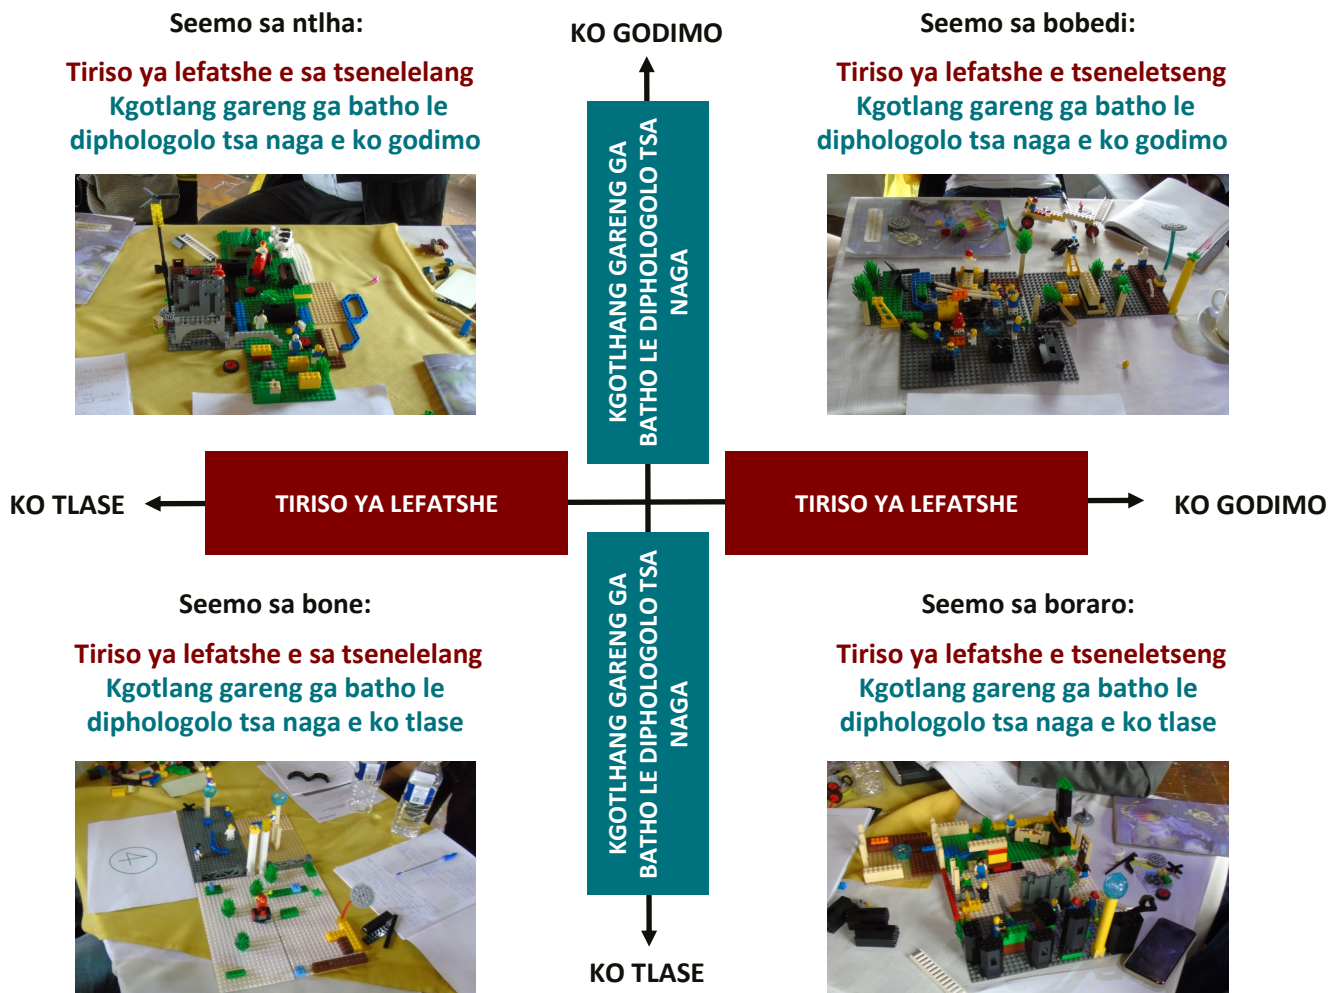 Seemo sa ntlha:
Tiriso ya lefatshe e sa tsenelelang
Kgotlang gareng ga batho le
diphologolo tsa naga e ko godimo
KO GODIMO
Seemo sa bobedi:
Tiriso ya lefatshe e tseneletseng
Kgotlang gareng ga batho le
diphologolo tsa naga e ko godimo
KGOTLHANG GARENG GA
BATHO LE DIPHOLOGOLO TSA
NAGA
KO TLASE
TIRISO YA LEFATSHE
TIRISO YA LEFATSHE
KO GODIMO
Seemo sa bone:
Tiriso ya lefatshe e sa tsenelelang
Kgotlang gareng ga batho le
diphologolo tsa naga e ko tlase
KGOTLHANG GARENG GA
BATHO LE DIPHOLOGOLO TSA
NAGA
Seemo sa boraro:
Tiriso ya lefatshe e tseneletseng
Kgotlang gareng ga batho le
diphologolo tsa naga e ko tlase
4
KO TLASE